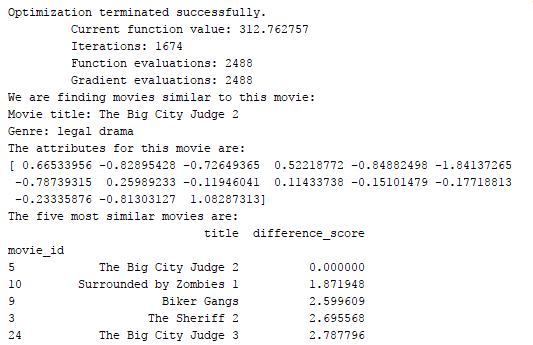 Optimization terminated successfully.
Current function value: 312.762757
Iterations: 1674
Function evaluations: 2488
Gradient evaluations: 2488
We are finding movies similar to this movie:
Movie title: The Big City Judge 2
Genre: legal drama
The attributes for this movie are:
[ 0.66533956 -0.82895428 -0.72649365  0.52218772 -0.84882498 -1.84137265
-0.78739315  0.25989233 -0.11946041  0.11433738 -0.15101479 -0.17718813
-0.23335876 -0.81303127  1.08287313]
The five most similar movies are:
title  difference_score
movie_id
5  The Big City Judge 2  0.000000
10  Surrounded by Zombies 1  1.871948
9  Biker Gangs  2.599609
3  The Sheriff 2  2.695568
24  The Big City Judge 3  2.787796